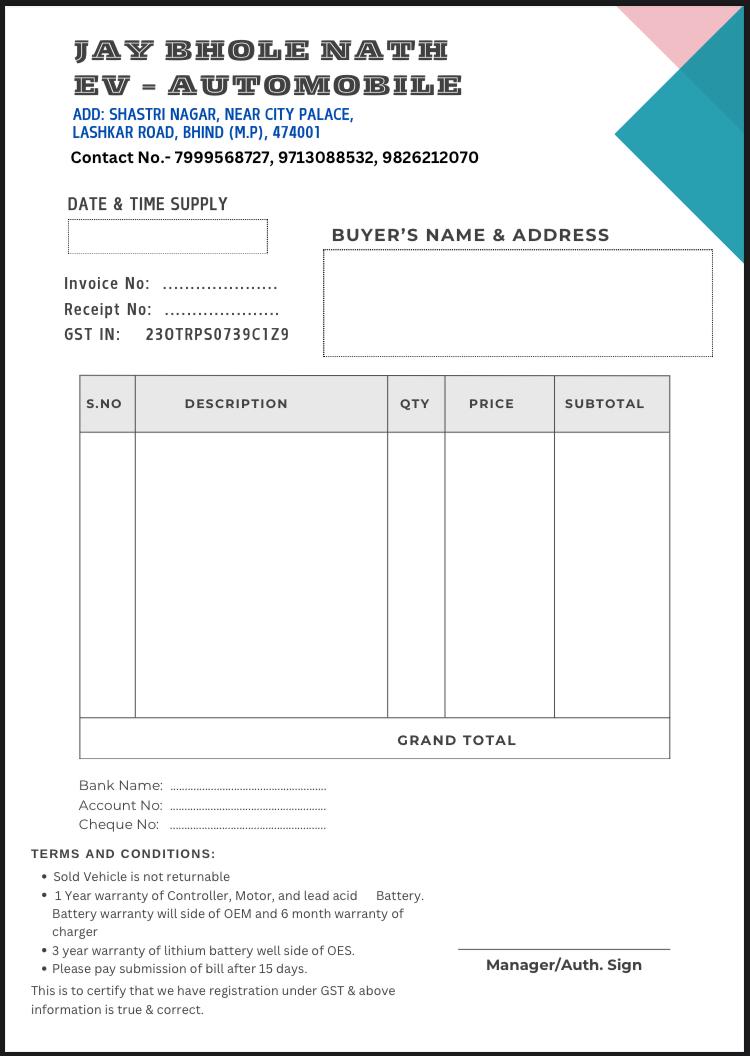 JAY BHOLE NATH
EV - AUTOMOBILE
ADD: SHASTRI NAGAR, NEAR CITY PALACE,
LASHKAR ROAD, BHIND (M.P), 474001
Contact No.- 7999568727, 9713088532, 9826212070
DATE & TIME SUPPLY
BUYER’S NAME & ADDRESS
Invoice No: .....................
Receipt No: .....................
GST IN: 23OTRPS0739C1Z9
S.NO DESCRIPTION QTY PRICE SUBTOTAL
GRAND TOTAL
Bank Name: ......................................................
Account No: ......................................................
Cheque No: ......................................................
TERMS AND CONDITIONS:
• Sold Vehicle is not returnable
• 1 Year warranty of Controller, Motor, and lead acid Battery.
Battery warranty will side of OEM and 6 month warranty of
charger
• 3 year warranty of lithium battery well side of OES.
• Please pay submission of bill after 15 days.
This is to certify that we have registration under GST & above
information is true & correct.
Manager/Auth. Sign